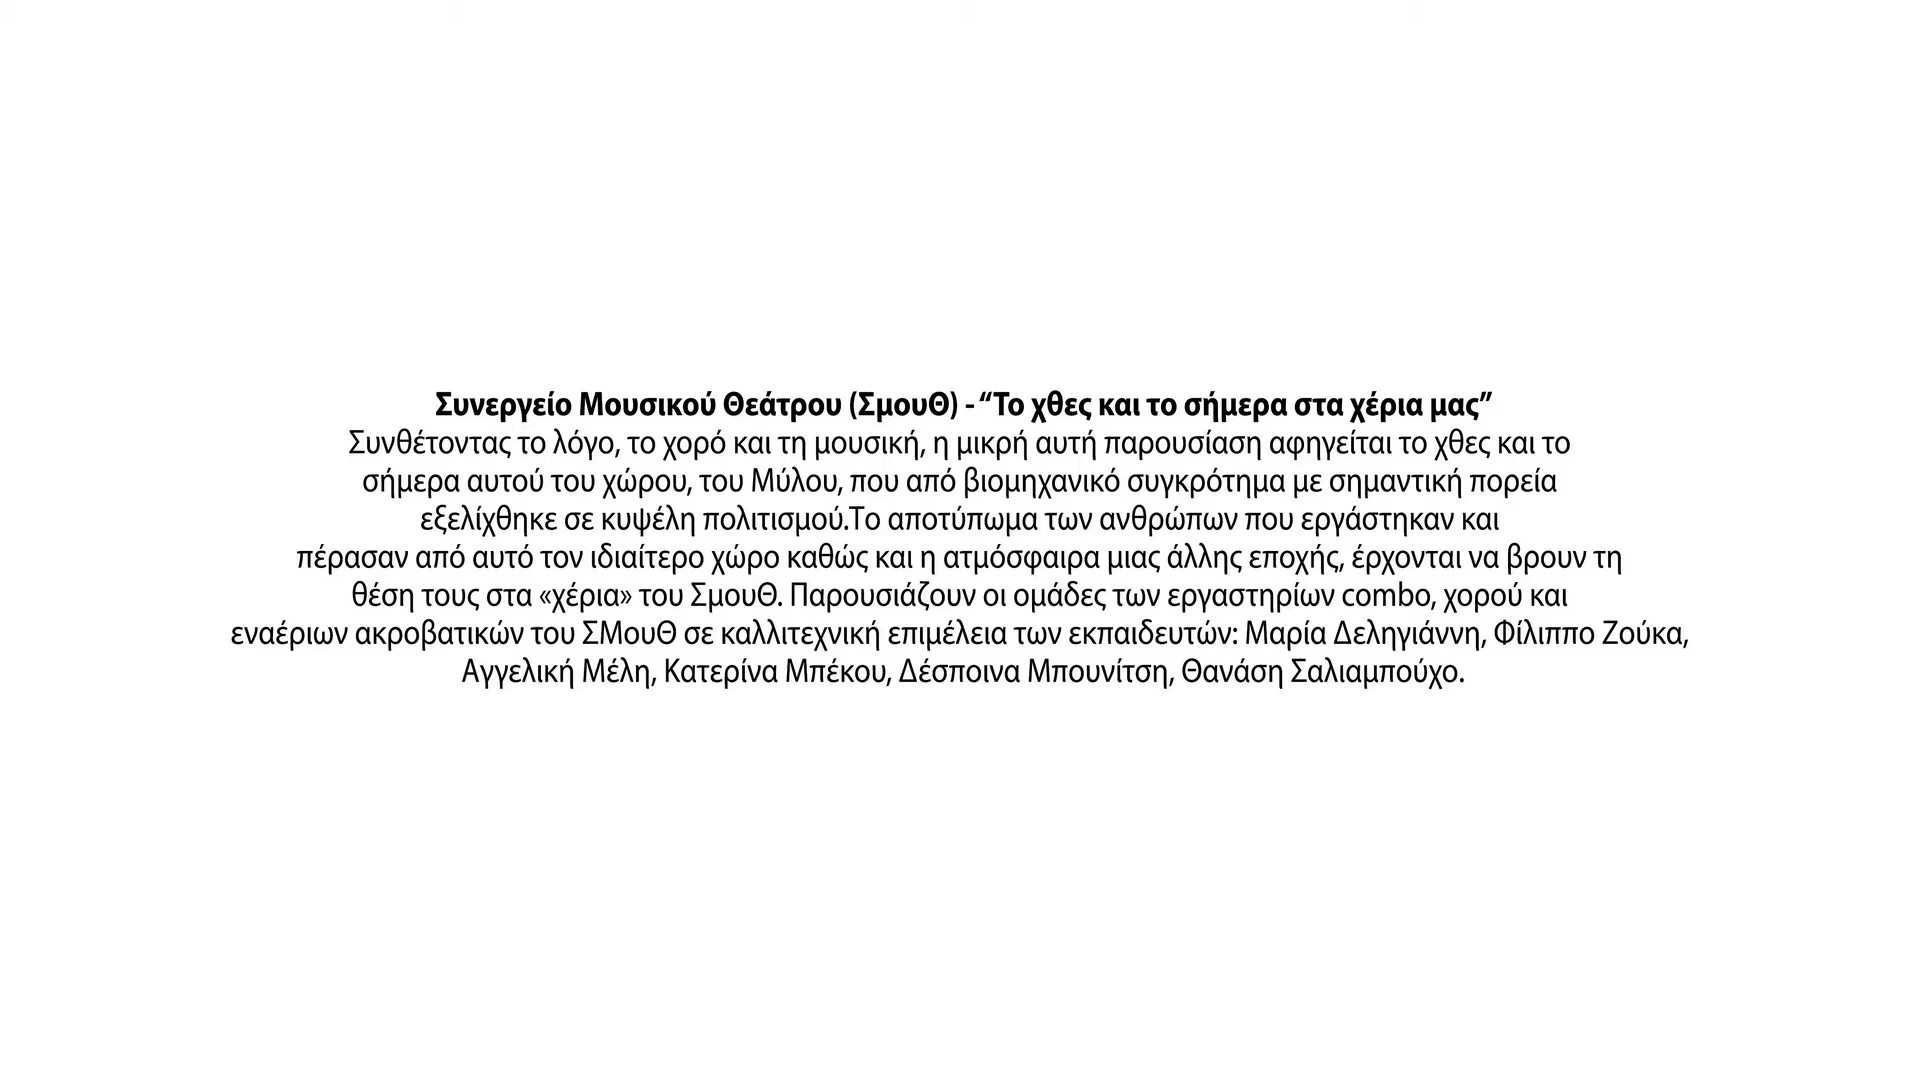 Συνεργείο Μουσικού Θεάτρου (ΣμουΘ) - “Το χθες και το σήμερα στα χέρια μας”
Συνθέτοντας το λόγο, το χορό και τη μουσική, η μικρή αυτή παρουσίαση αφηγείται το χθες και το
σήμερα αυτού του χώρου, του Μύλου, που από βιομηχανικό συγκρότημα με σημαντική πορεία
εξελίχθηκε σε κυψέλη πολιτισμού.Το αποτύπωμα των ανθρώπων που εργάστηκαν και
πέρασαν από αυτό τον ιδιαίτερο χώρο καθώς και η ατμόσφαιρα μιας άλλης εποχής, έρχονται να βρουν τη
θέση τους στα «χέρια» του ΣμουΘ. Παρουσιάζουν οι ομάδες των εργαστηρίων combo, χορού και
εναέριων ακροβατικών του ΣΜουΘ σε καλλιτεχνική επιμέλεια των εκπαιδευτών: Μαρία Δεληγιάννη, Φίλιππο Ζούκα,
Αγγελική Μέλη, Κατερίνα Μπέκου, Δέσποινα Μπουνίτση, Θανάση Σαλιαμπούχο.